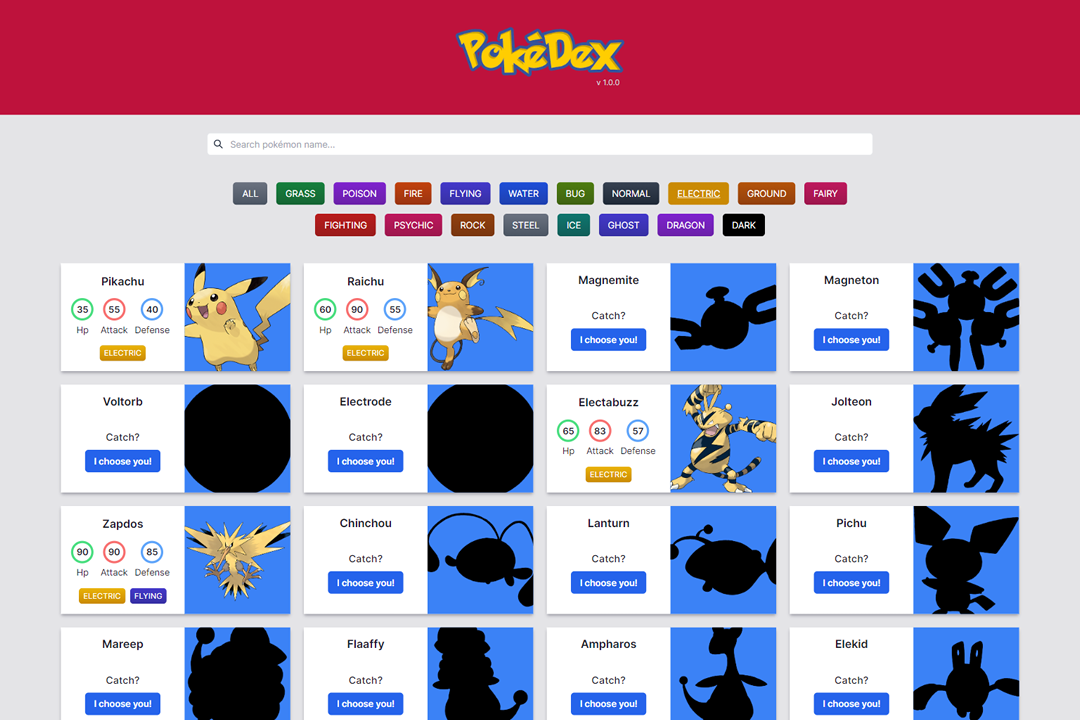 PokéDex
v 1.0.0
Search pokémon name...
ALL GRASS POISON FIRE FLYING WATER BUG NORMAL ELECTRIC GROUND FAIRY
FIGHTING PSYCHIC ROCK STEEL ICE GHOST DRAGON DARK
Pikachu
35 55 40
Hp Attack Defense
ELECTRIC
Raichu
60 90 55
Hp Attack Defense
ELECTRIC
Magnemite
Catch?
I choose you!
Magneton
Catch?
I choose you!
Voltorb
Catch?
I choose you!
Electrode
Catch?
I choose you!
Electabuzz
65 83 57
Hp Attack Defense
ELECTRIC
Jolteon
Catch?
I choose you!
Zapdos
90 90 85
Hp Attack Defense
ELECTRIC FLYING
Chinchou
Catch?
I choose you!
Lanturn
Catch?
I choose you!
Pichu
Catch?
I choose you!
Mareep
Catch?
I choose you!
Flaaffy
Catch?
I choose you!
Ampharos
Catch?
I choose you!
Elekid
Catch?
I choose you!